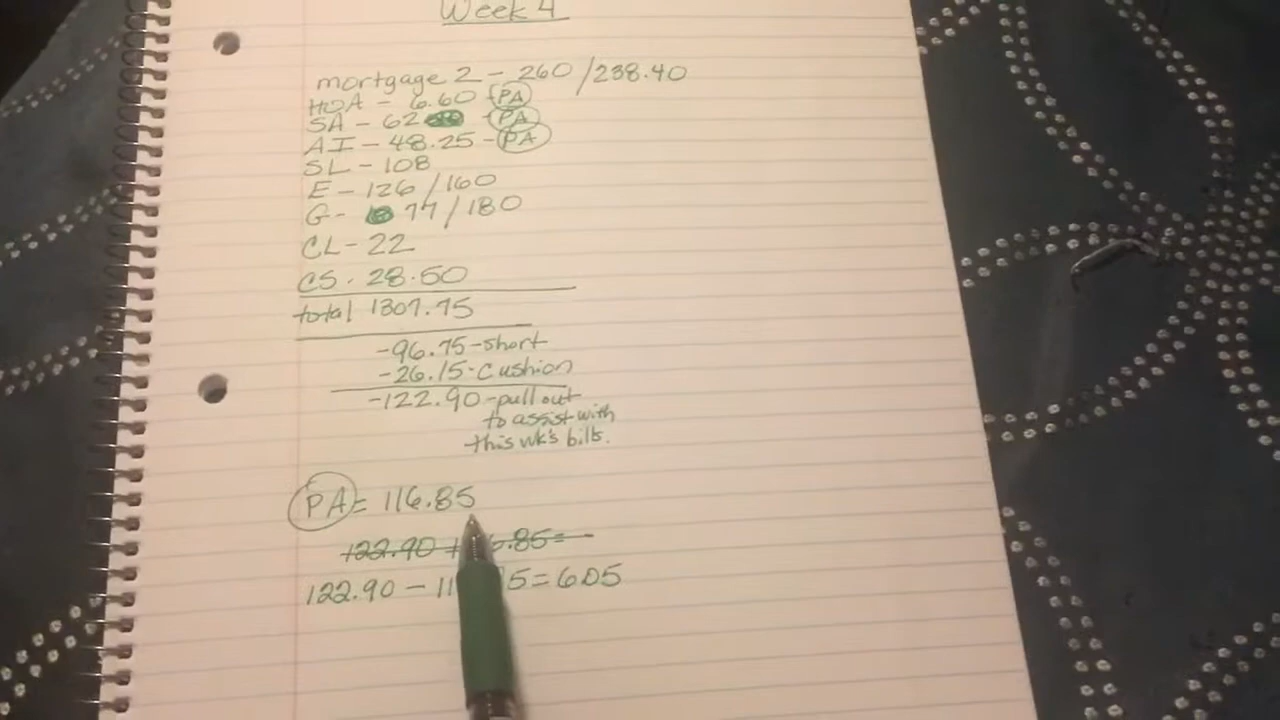 Week 4
mortgage 2 - 260 / 238.40
HOA - 6.60 - PA
SA - 62 - PA
AI - 48.25 - PA
SL - 108
E - 126 / 160
G - 77 / 180
CL - 22
CS - 28.50
total 1307.75
-96.75 - short
-26.15 - cushion
-122.90 - pull out
to assist with
this wk's bills.
PA = 116.85
122.90 - 11 5 = 6.05